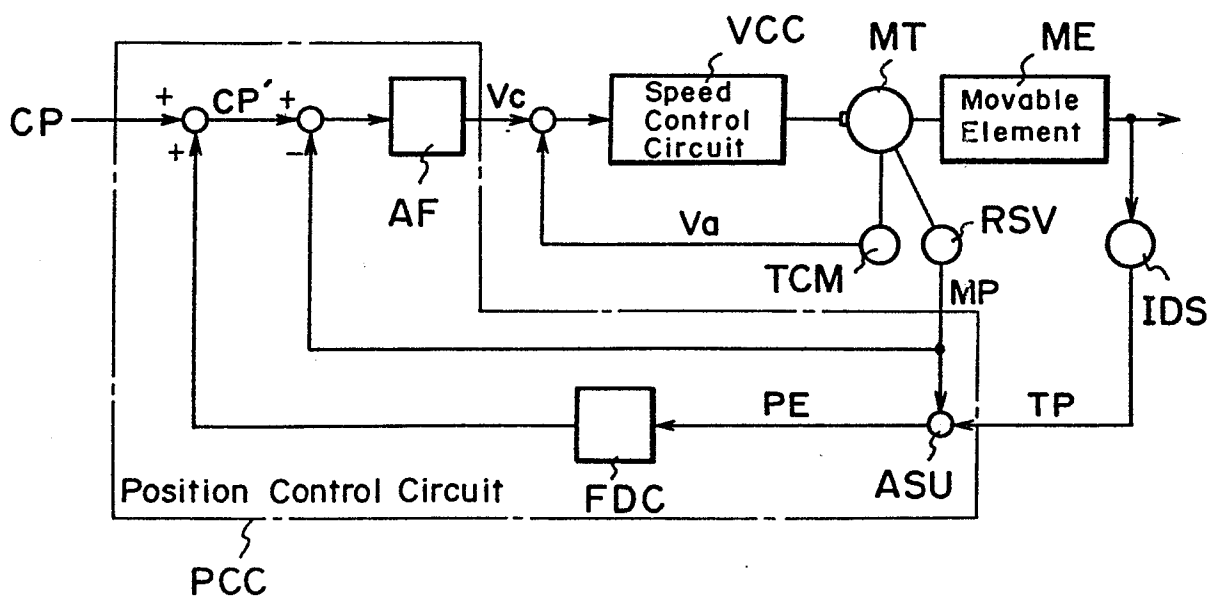 VCC
MT
ME
CP
+
CP′
+
Vc
Speed
Control
Circuit
Movable
Element
+
−
AF
Va
TCM
RSV
MP
IDS
PE
TP
FDC
ASU
Position Control Circuit
PCC